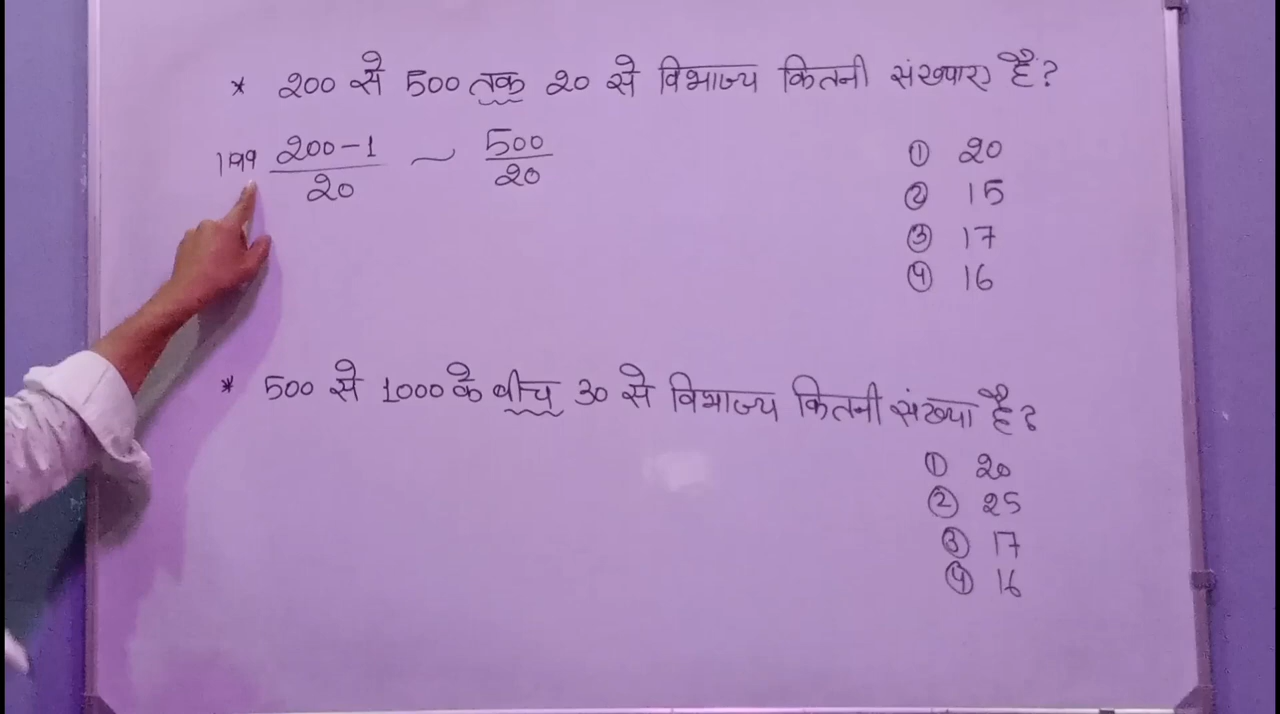 * 200 से 500 तक 20 से विभाज्य कितनी संख्याए है?
199 200-1/20 ~ 500/20
① 20
② 15
③ 17
④ 16
* 500 से 1000 के बीच 30 से विभाज्य कितनी संख्या है?
① 20
② 25
③ 17
④ 16